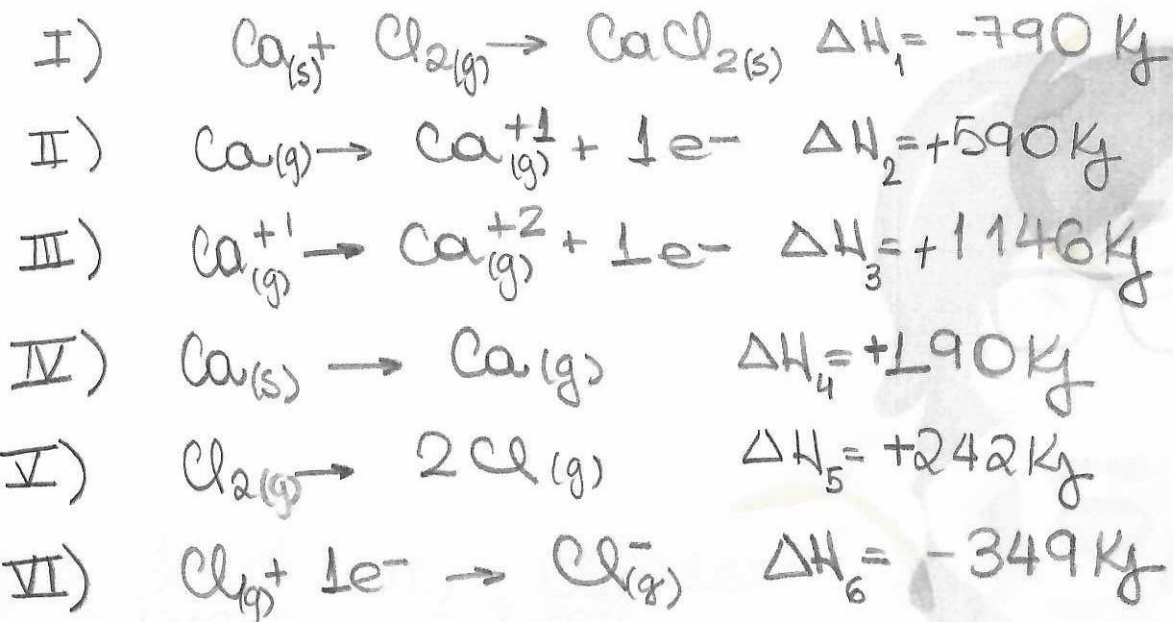 I) Ca(s) + Cl2(g) → CaCl2(s) ΔH1 = -790 Kj
II) Ca(g) → Ca+1(g) + 1e- ΔH2 = +590 Kj
III) Ca+1(g) → Ca+2(g) + 1e- ΔH3 = +1146 Kj
IV) Ca(s) → Ca(g) ΔH4 = +190 Kj
V) Cl2(g) → 2Cl(g) ΔH5 = +242 Kj
VI) Cl(g) + 1e- → Cl-(g) ΔH6 = -349 Kj